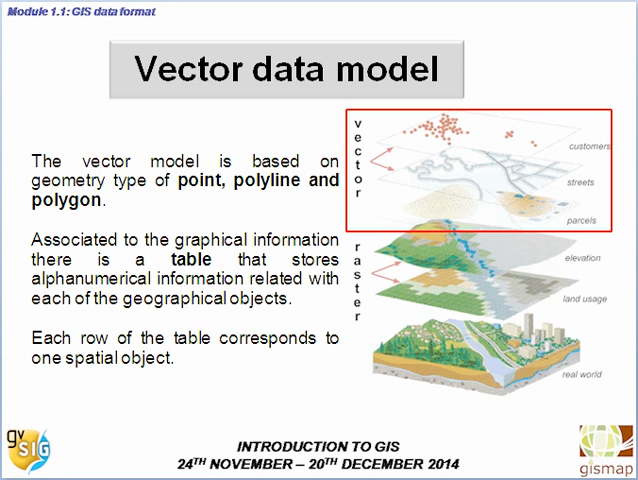 Module 1.1: GIS data format
Vector data model
The vector model is based on
geometry type of point, polyline and
polygon.
Associated to the graphical information
there is a table that stores
alphanumerical information related with
each of the geographical objects.
Each row of the table corresponds to
one spatial object.
vector
customers
streets
parcels
raster
elevation
land usage
real world
gvSIG
INTRODUCTION TO GIS
24TH NOVEMBER – 20TH DECEMBER 2014
gismap